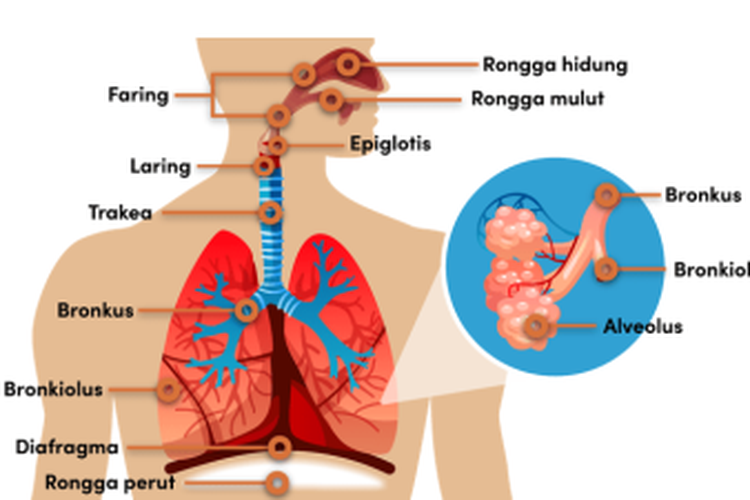 Rongga hidung
Faring
Rongga mulut
Epiglotis
Laring
Trakea
Bronkus
Bronkus
Bronkiol
Alveolus
Bronkiolus
Diafragma
Rongga perut